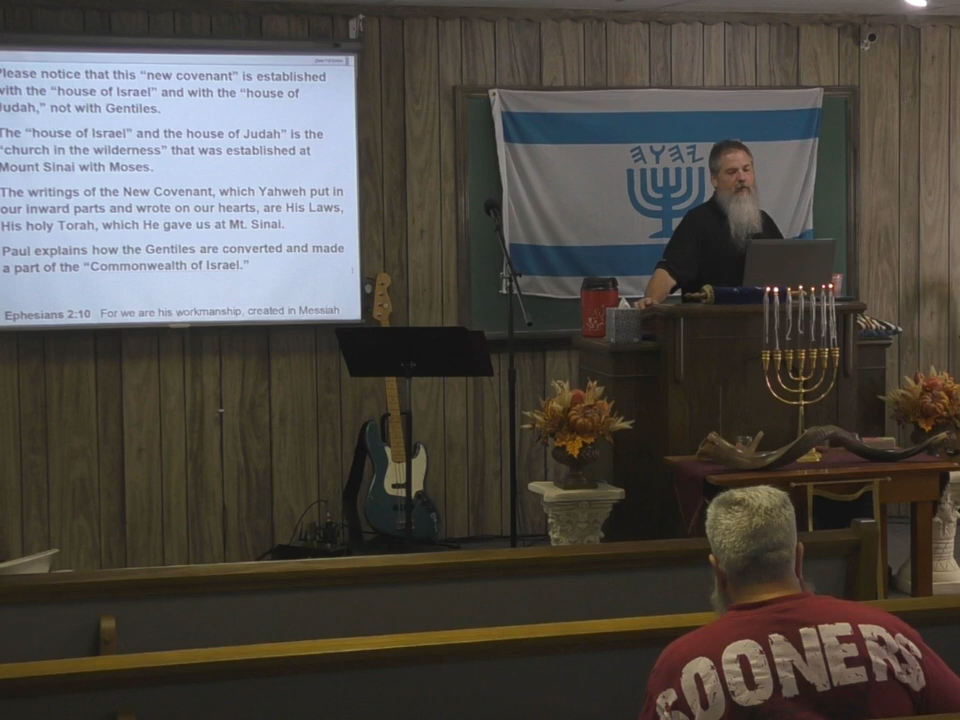 lease notice that this “new covenant” is established
with the “house of Israel” and with the “house of
Judah,” not with Gentiles.
The “house of Israel” and the house of Judah” is the
“church in the wilderness” that was established at
Mount Sinai with Moses.
The writings of the New Covenant, which Yahweh put in
our inward parts and wrote on our hearts, are His Laws,
His holy Torah, which He gave us at Mt. Sinai.
Paul explains how the Gentiles are converted and made
a part of the “Commonwealth of Israel.”
Ephesians 2:10 For we are his workmanship, created in Messiah
𐤉𐤄𐤅𐤄
SOONERS